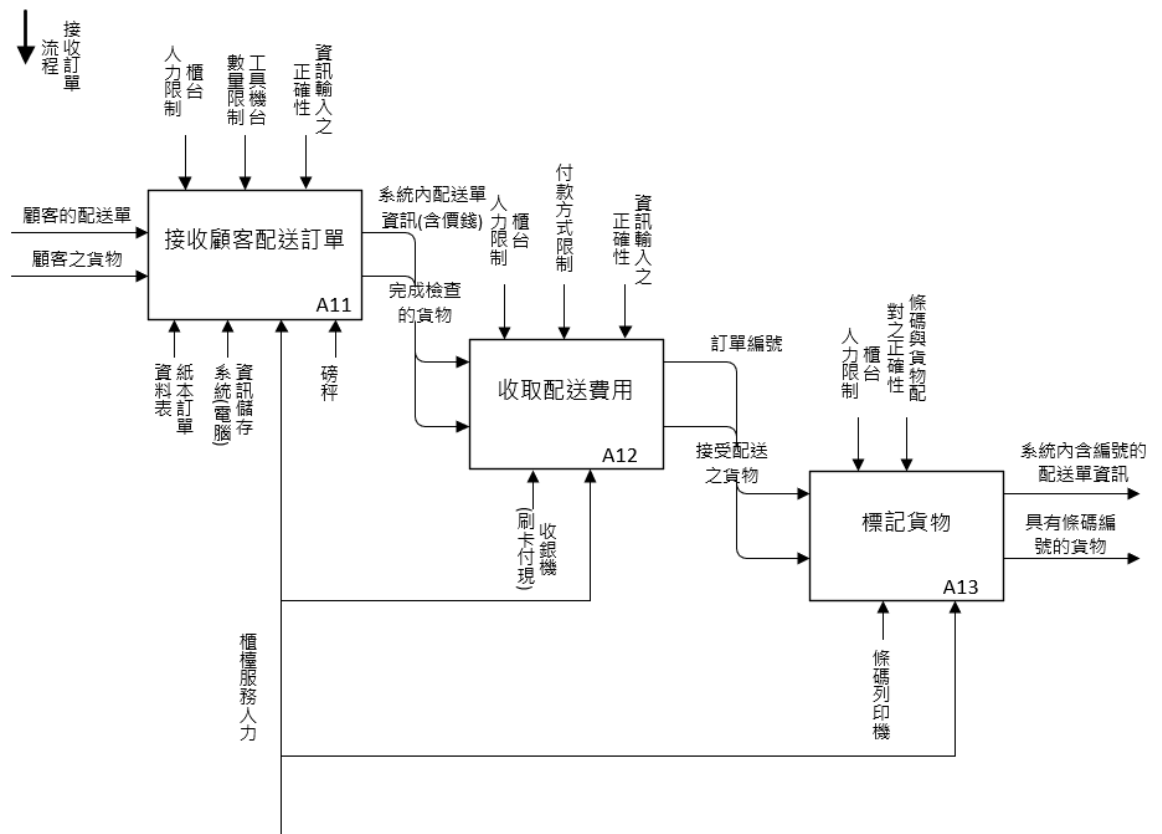 接收訂單
流程
櫃台
人力限制
工具機台
數量限制
資訊輸入之
正確性
顧客的配送單
顧客之貨物
接收顧客配送訂單
A11
系統內配送單
資訊(含價錢)
完成檢查
的貨物
紙本訂單
資料表
資訊儲存
系統(電腦)
磅秤
櫃台
人力限制
付款方式限制
資訊輸入之
正確性
收取配送費用
A12
訂單編號
接受配送
之貨物
收銀機
(刷卡付現)
櫃台
人力限制
條碼與貨物配
對之正確性
標記貨物
A13
系統內含編號的
配送單資訊
具有條碼編
號的貨物
條碼列印機
櫃檯服務人力